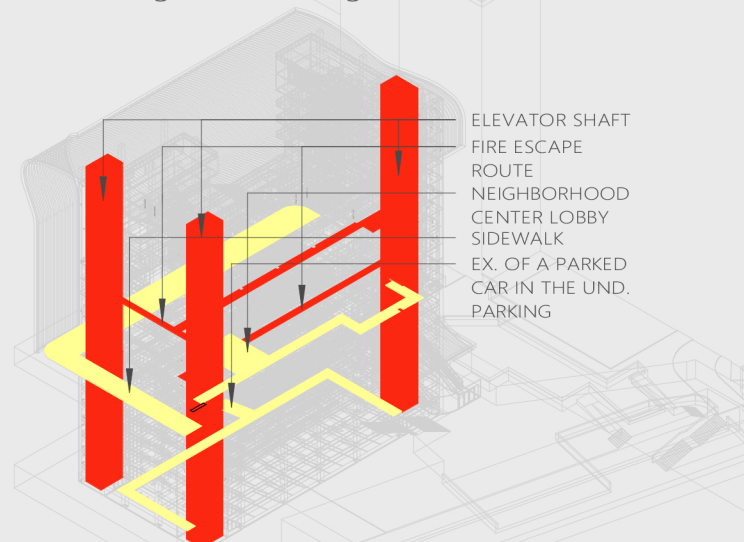 ELEVATOR SHAFT
FIRE ESCAPE
ROUTE
NEIGHBORHOOD
CENTER LOBBY
SIDEWALK
EX. OF A PARKED
CAR IN THE UND.
PARKING